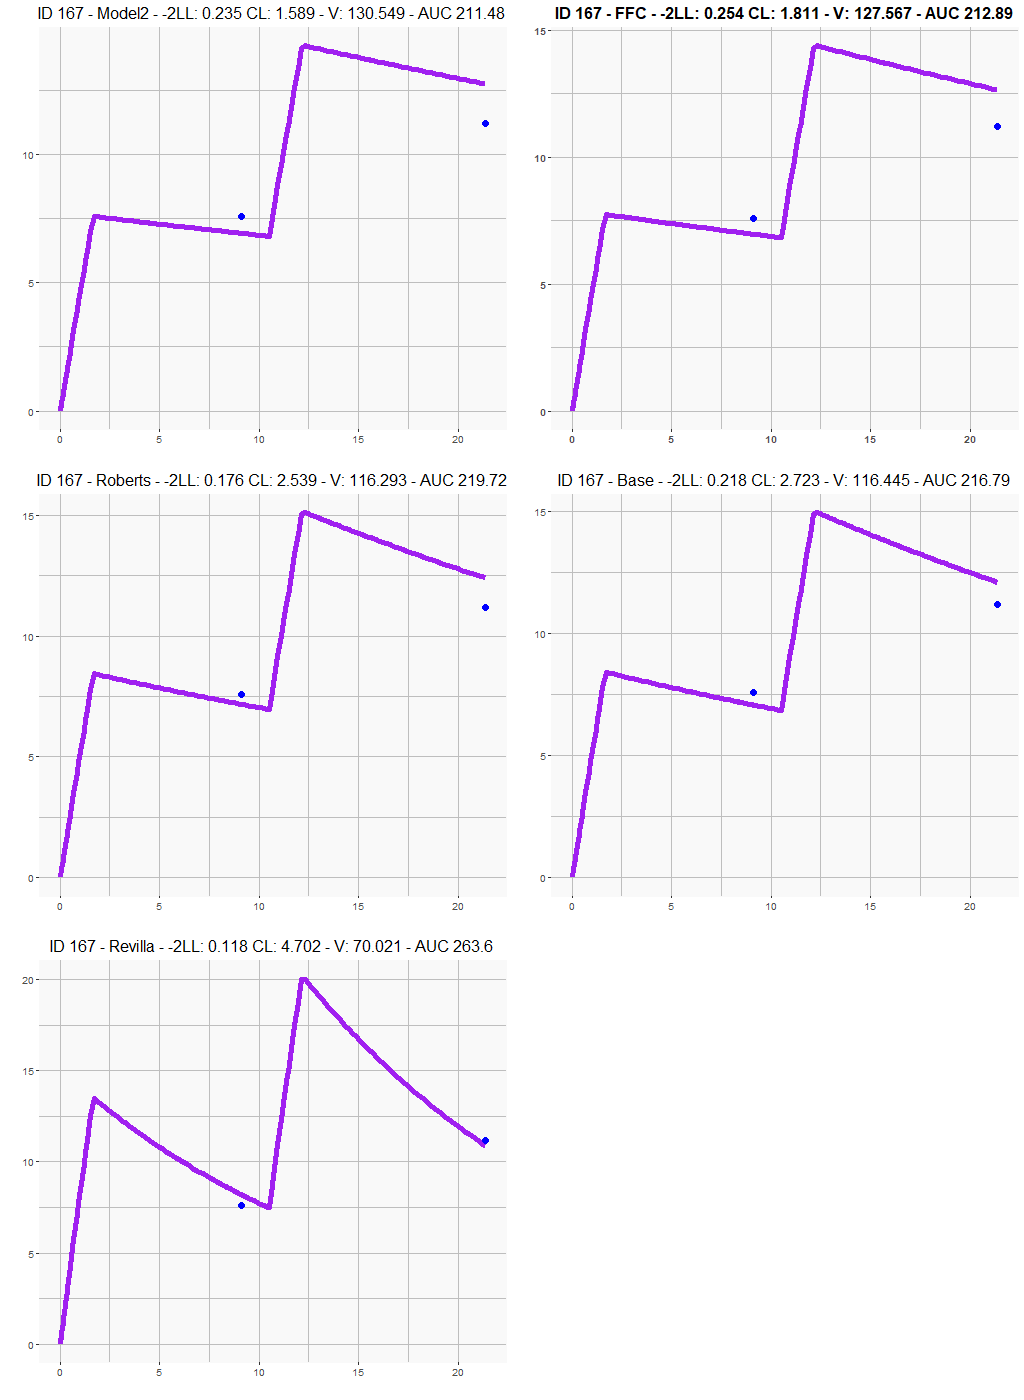 ID 167 - Model2 - -2LL: 0.235 CL: 1.589 - V: 130.549 - AUC 211.48
10
5
0
0 5 10 15 20
ID 167 - FFC - -2LL: 0.254 CL: 1.811 - V: 127.567 - AUC 212.89
15
10
5
0
0 5 10 15 20
ID 167 - Roberts - -2LL: 0.176 CL: 2.539 - V: 116.293 - AUC 219.72
15
10
5
0
0 5 10 15 20
ID 167 - Base - -2LL: 0.218 CL: 2.723 - V: 116.445 - AUC 216.79
15
10
5
0
0 5 10 15 20
ID 167 - Revilla - -2LL: 0.118 CL: 4.702 - V: 70.021 - AUC 263.6
20
15
10
5
0
0 5 10 15 20